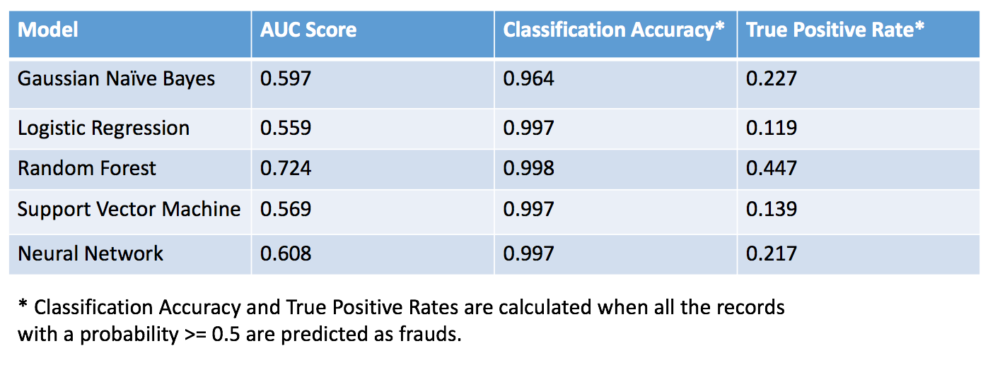 Model AUC Score Classification Accuracy* True Positive Rate*
Gaussian Naïve Bayes 0.597 0.964 0.227
Logistic Regression 0.559 0.997 0.119
Random Forest 0.724 0.998 0.447
Support Vector Machine 0.569 0.997 0.139
Neural Network 0.608 0.997 0.217
* Classification Accuracy and True Positive Rates are calculated when all the records
with a probability >= 0.5 are predicted as frauds.